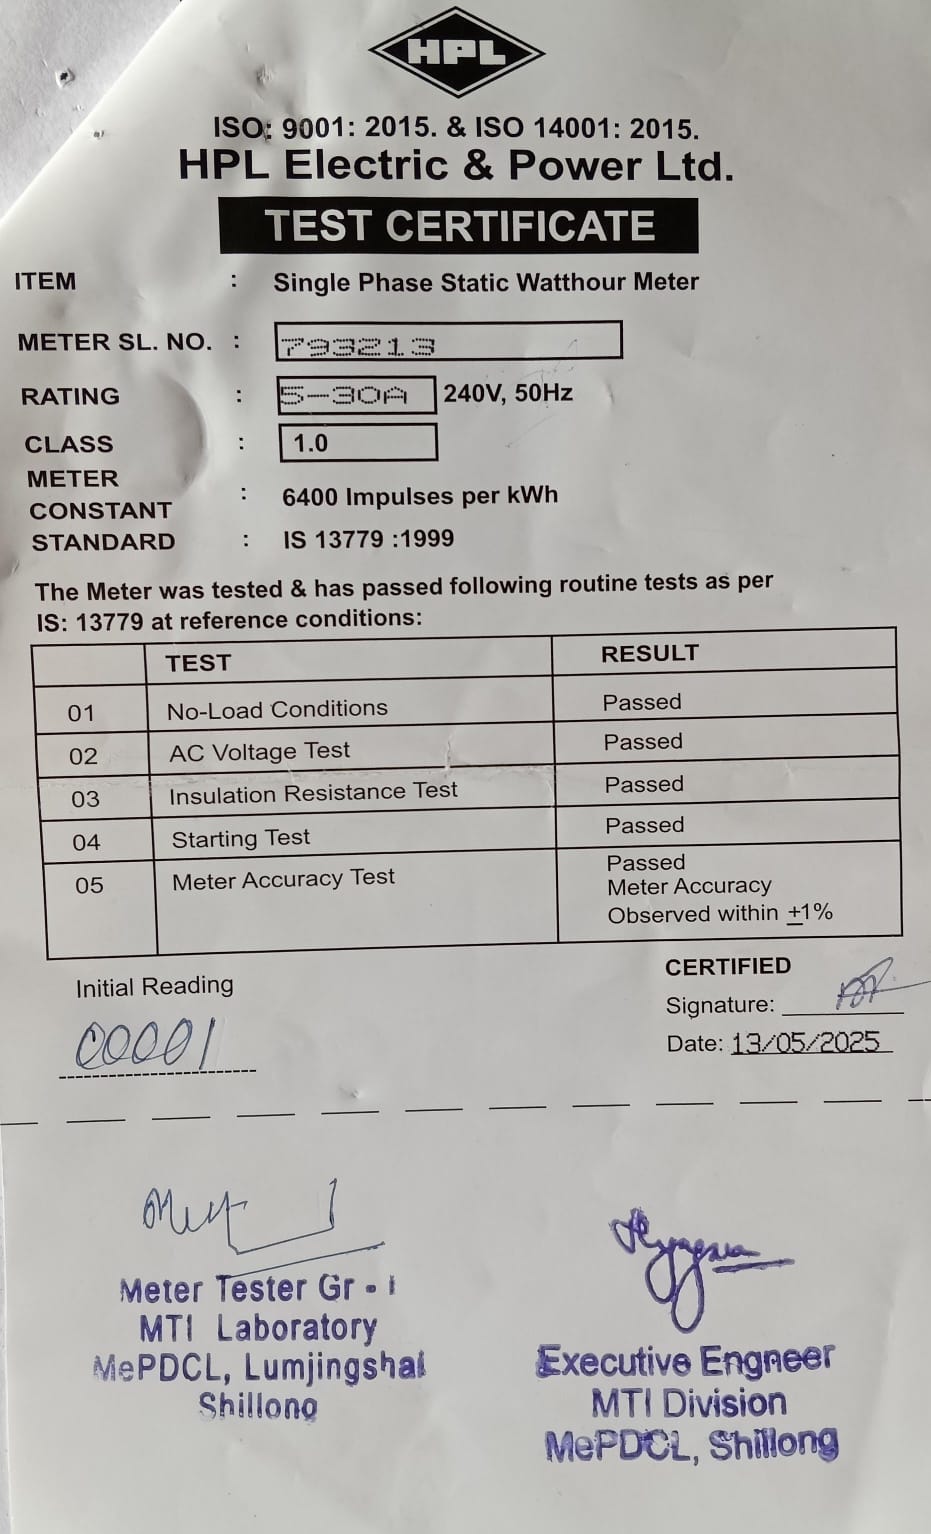 HPL
ISO: 9001: 2015. & ISO 14001: 2015.
HPL Electric & Power Ltd.
TEST CERTIFICATE
ITEM : Single Phase Static Watthour Meter
METER SL. NO. : 793213
RATING : 5-30A 240V, 50Hz
CLASS : 1.0
METER
CONSTANT : 6400 Impulses per kWh
STANDARD : IS 13779 :1999
The Meter was tested & has passed following routine tests as per
IS: 13779 at reference conditions:
TEST RESULT
01 No-Load Conditions Passed
02 AC Voltage Test Passed
03 Insulation Resistance Test Passed
04 Starting Test Passed
05 Meter Accuracy Test Passed
Meter Accuracy
Observed within ±1%
Initial Reading
00001
CERTIFIED
Signature:
Date: 13/05/2025
Meter Tester Gr - I
MTI Laboratory
MePDCL, Lumjingshai
Shillong
Executive Engneer
MTI Division
MePDCL, Shillong